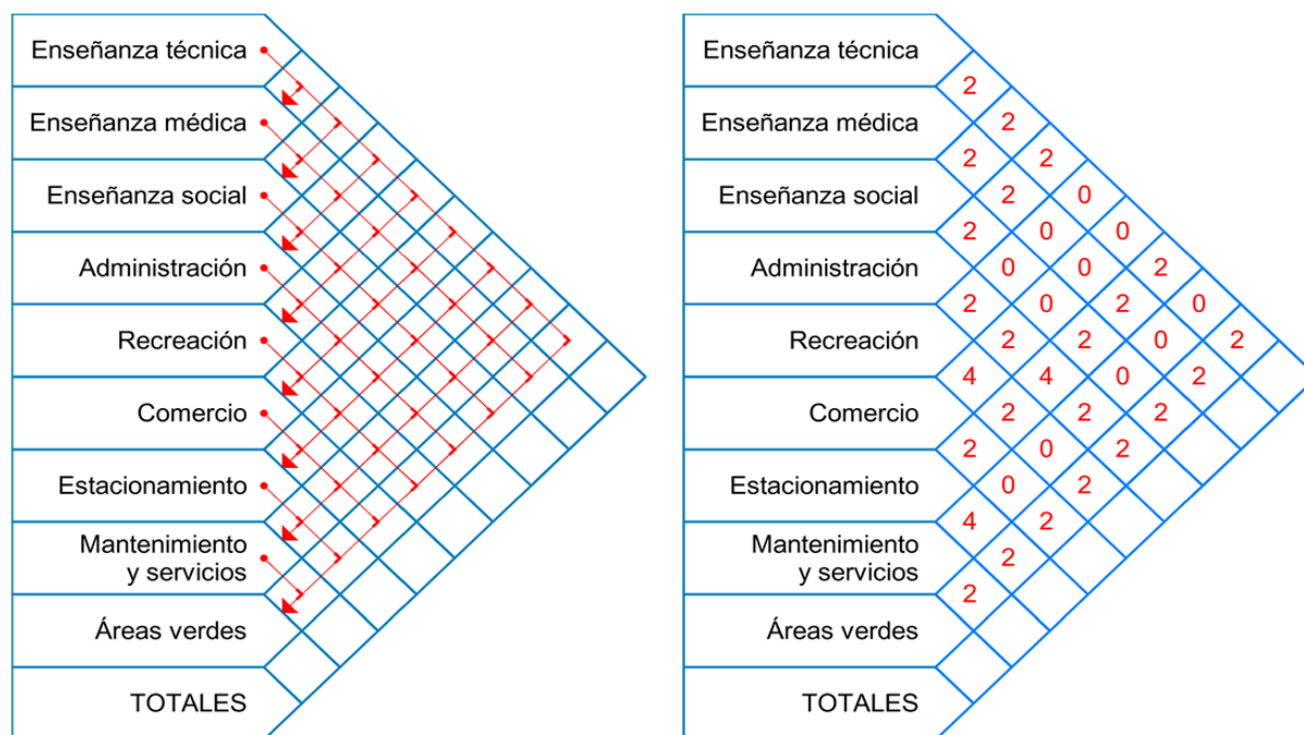 Enseñanza técnica
Enseñanza médica
Enseñanza social
Administración
Recreación
Comercio
Estacionamiento
Mantenimiento
y servicios
Áreas verdes
TOTALES
Enseñanza técnica
2
Enseñanza médica 2
2 2
Enseñanza social 2 0
2 0 0
Administración 0 0 2
2 0 2 0
Recreación 2 2 0 2
4 4 0 2
Comercio 2 2 2
2 0 2
Estacionamiento 0 2
4 2
Mantenimiento
y servicios 2
2
Áreas verdes
TOTALES